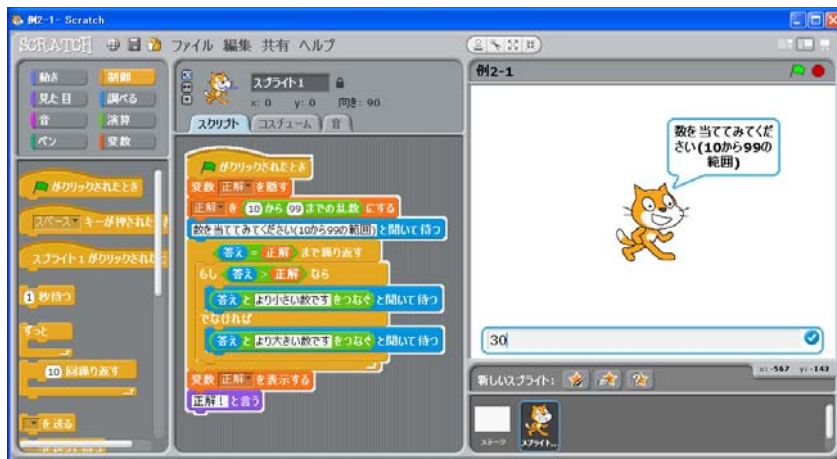 例2-1 - Scratch
SCRATCH ファイル 編集 共有 ヘルプ
動き 制御
見た目 調べる
音 演算
ペン 変数
がクリックされたとき
スペース キーが押された
スプライト1 がクリックされた
1 秒待つ
ずっと
10 回繰り返す
を送る
スプライト1
x: 0 y: 0 向き: 90
スクリプト コスチューム 音
がクリックされたとき
変数 正解 を隠す
正解 を 10 から 99 までの乱数 にする
数を当ててみてください(10から99の範囲) と聞いて待つ
答え = 正解 まで繰り返す
もし 答え > 正解 なら
答え と より小さい数です をつなぐ と聞いて待つ
でなければ
答え と より大きい数です をつなぐ と聞いて待つ
変数 正解 を表示する
正解! と言う
例2-1
数を当ててみてくだ
さい(10から99の
範囲)
30
x: -567 y: -143
新しいスプライト:
ステージ
スプライト...